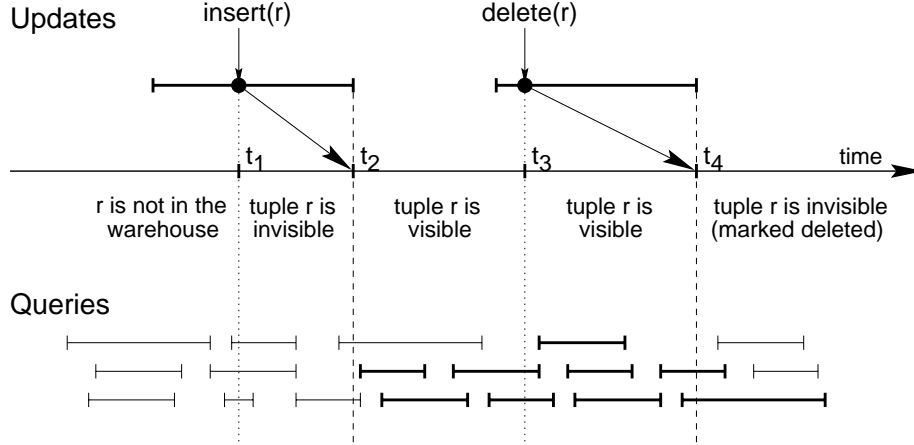 Updates
insert(r)
delete(r)
t1
t2
t3
t4
time
r is not in the
warehouse
tuple r is
invisible
tuple r is
visible
tuple r is
visible
tuple r is invisible
(marked deleted)
Queries